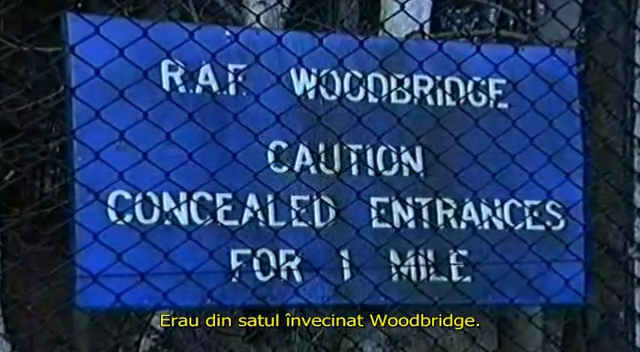 R.A.F. WOODBRIDGE
CAUTION
CONCEALED ENTRANCES
FOR 1 MILE
Erau din satul învecinat Woodbridge.